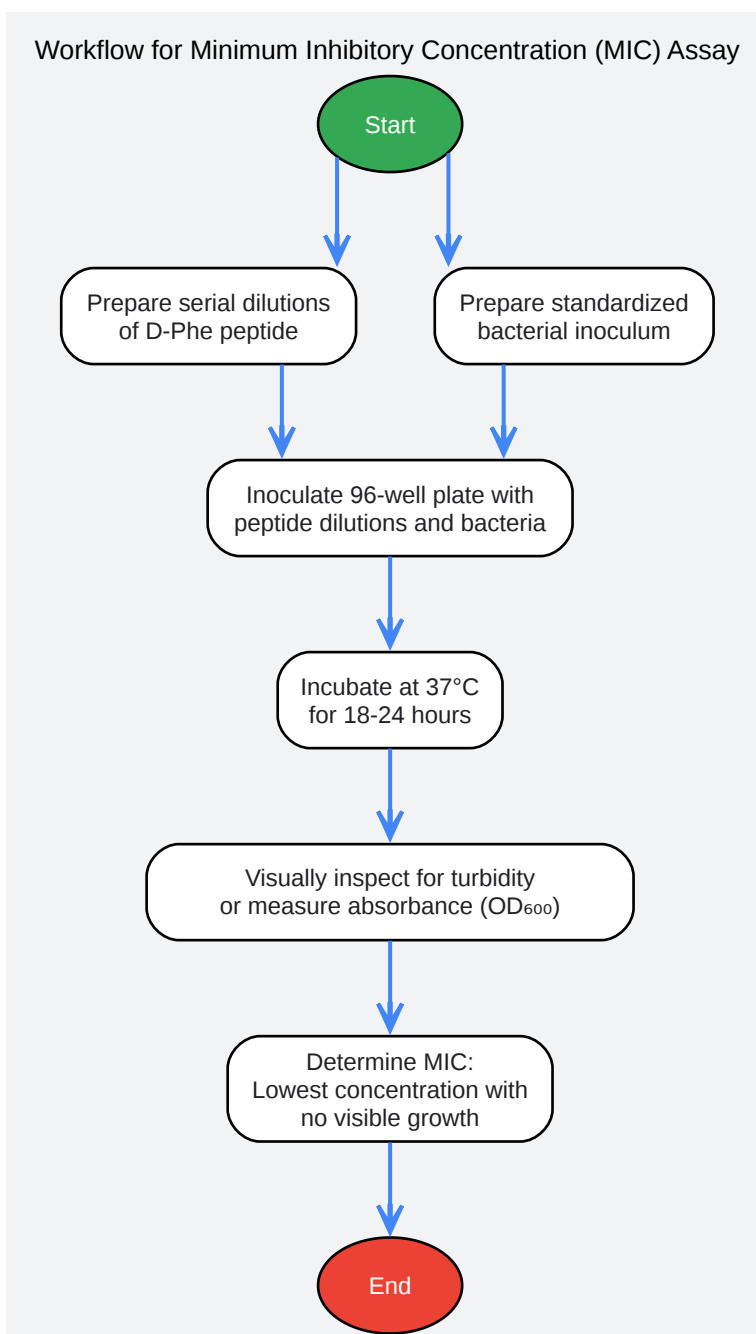 Workflow for Minimum Inhibitory Concentration (MIC) Assay
Start
Prepare serial dilutions
of D-Phe peptide
Prepare standardized
bacterial inoculum
Inoculate 96-well plate with
peptide dilutions and bacteria
Incubate at 37°C
for 18-24 hours
Visually inspect for turbidity
or measure absorbance (OD₆₀₀)
Determine MIC:
Lowest concentration with
no visible growth
End